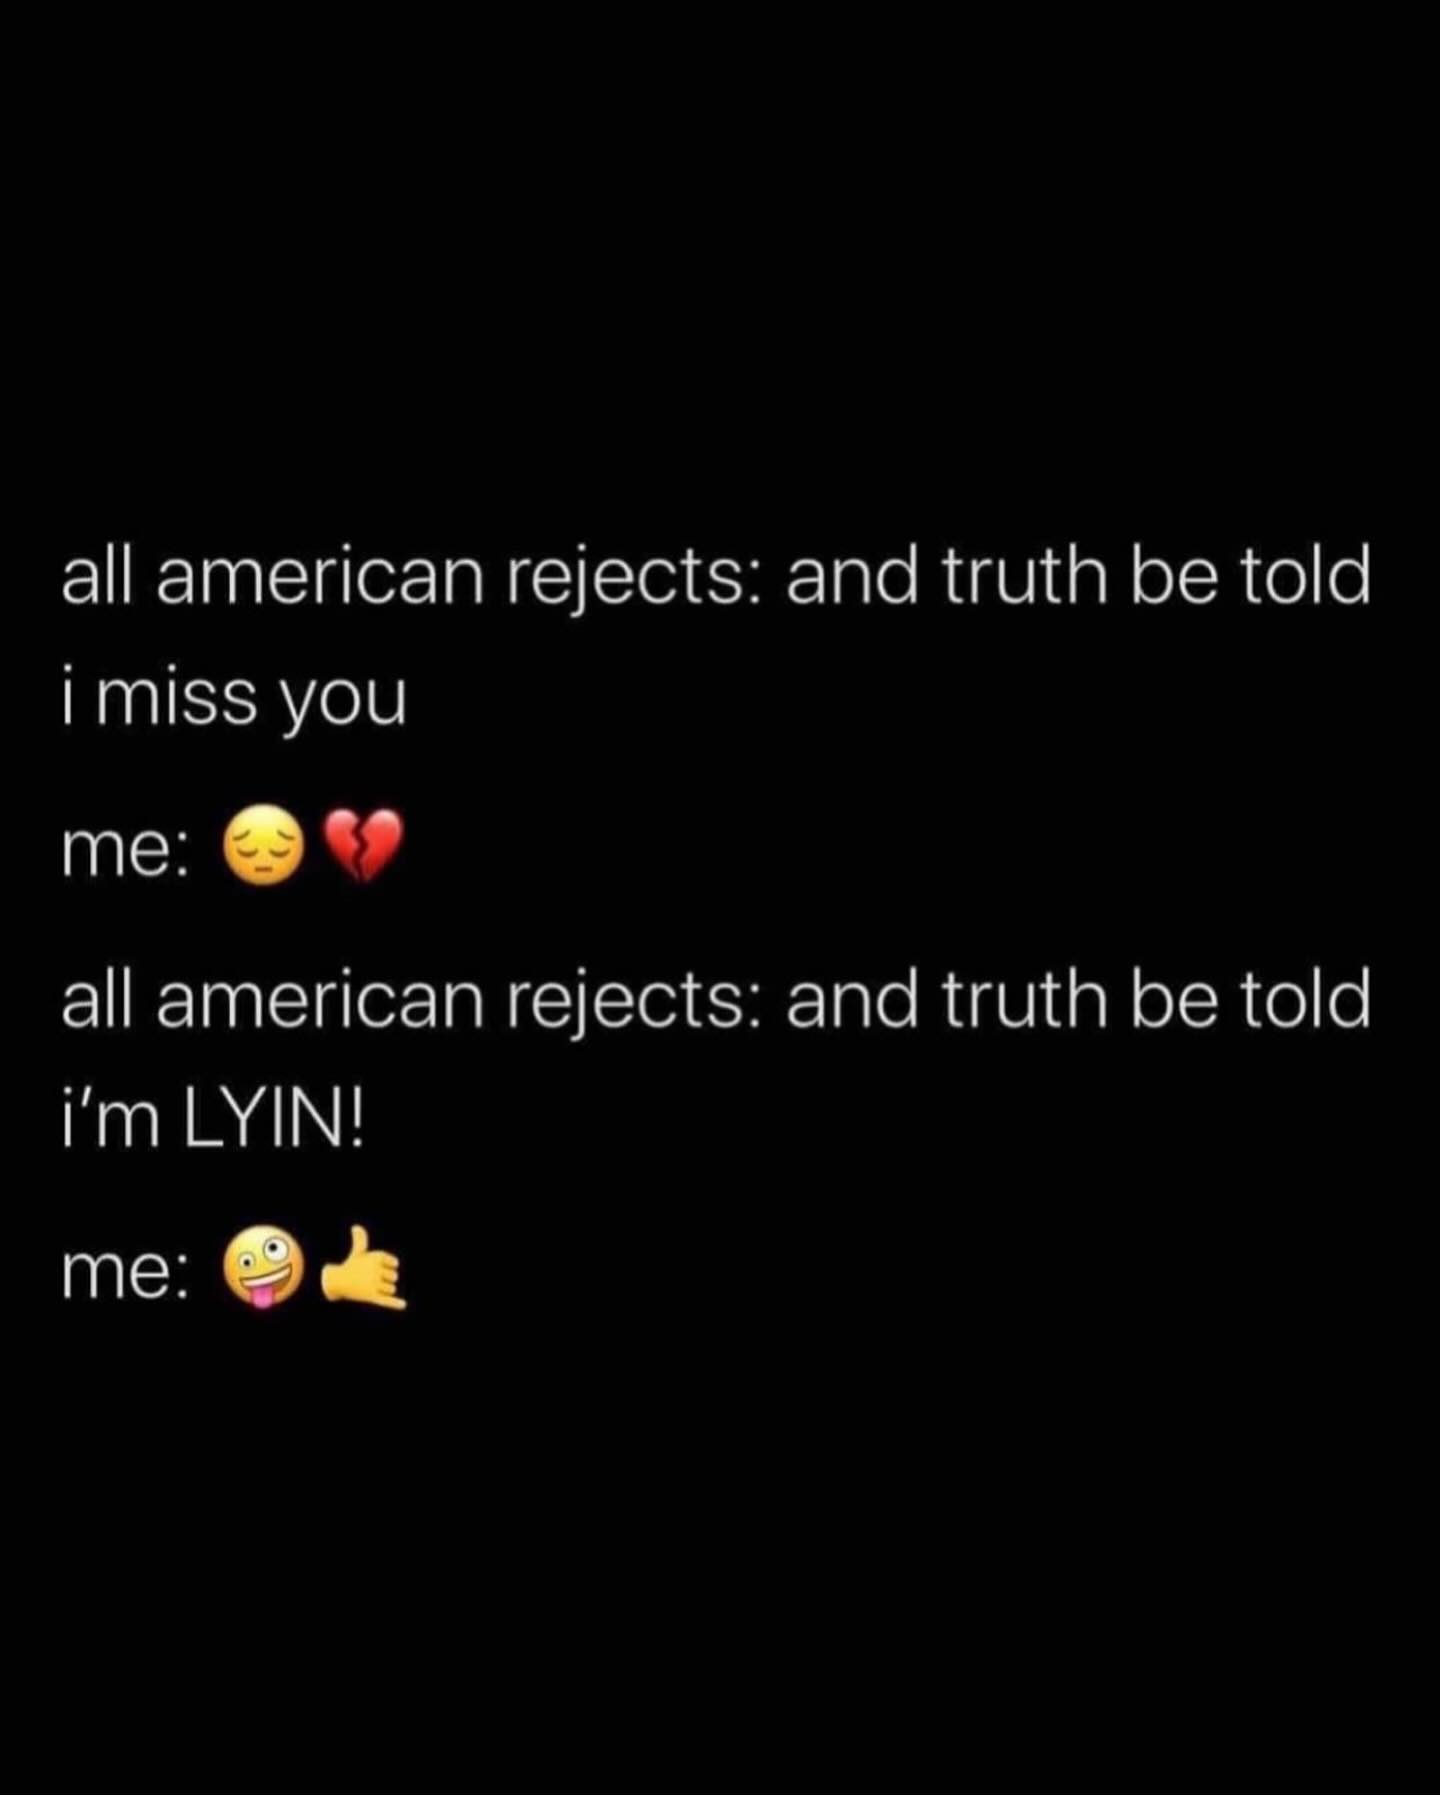 all american rejects: and truth be told
i miss you
me: 😔💔
all american rejects: and truth be told
i’m LYIN!
me: 🤪🤙